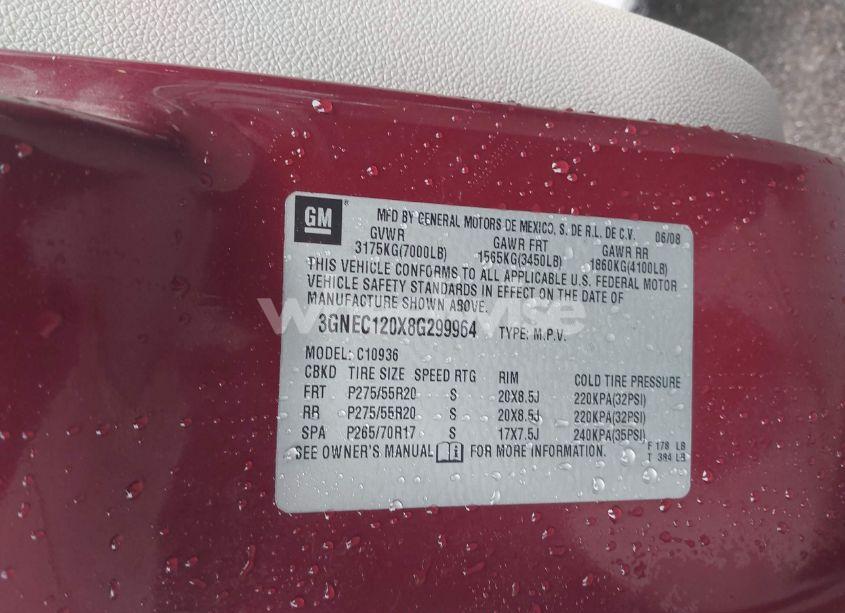 GM
MFD BY GENERAL MOTORS DE MEXICO, S. DE R.L. DE C.V. 06/08
GVWR GAWR FRT GAWR RR
3175KG(7000LB) 1565KG(3450LB) 1860KG(4100LB)
THIS VEHICLE CONFORMS TO ALL APPLICABLE U.S. FEDERAL MOTOR
VEHICLE SAFETY STANDARDS IN EFFECT ON THE DATE OF
MANUFACTURE SHOWN ABOVE.
3GNEC120X8G299964 TYPE: M.P.V.
MODEL: C10936
CBKD TIRE SIZE SPEED RTG RIM COLD TIRE PRESSURE
FRT P275/55R20 S 20X8.5J 220KPA(32PSI)
RR P275/55R20 S 20X8.5J 220KPA(32PSI)
SPA P265/70R17 S 17X7.5J 240KPA(35PSI)
SEE OWNER'S MANUAL i FOR MORE INFORMATION.
F 178 LB
T 384 LB